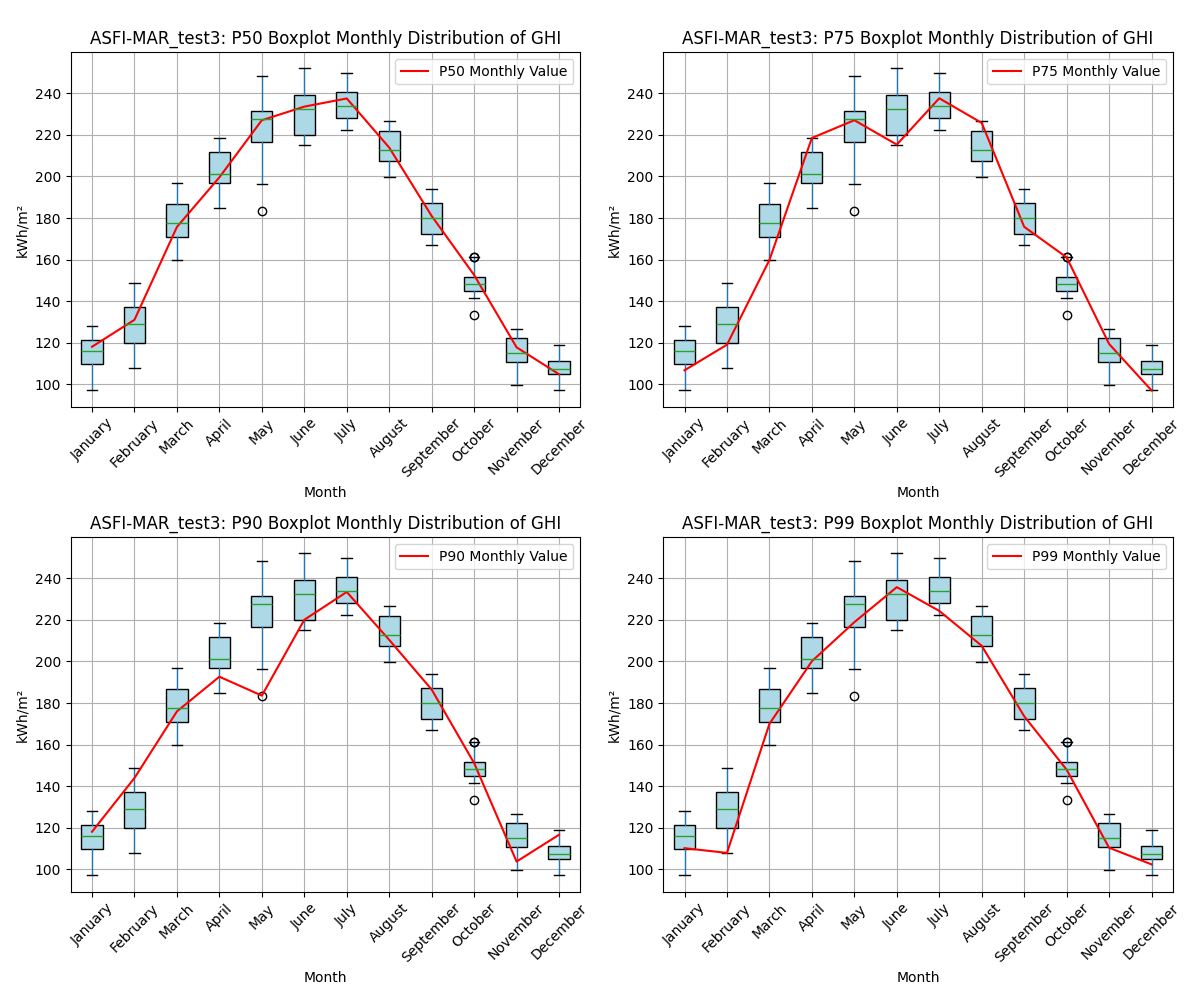 ASFI-MAR_test3: P50 Boxplot Monthly Distribution of GHI
P50 Monthly Value
kWh/m²
240
220
200
180
160
140
120
100
January
February
March
April
May
June
July
August
September
October
November
December
Month
ASFI-MAR_test3: P75 Boxplot Monthly Distribution of GHI
P75 Monthly Value
kWh/m²
240
220
200
180
160
140
120
100
January
February
March
April
May
June
July
August
September
October
November
December
Month
ASFI-MAR_test3: P90 Boxplot Monthly Distribution of GHI
P90 Monthly Value
kWh/m²
240
220
200
180
160
140
120
100
January
February
March
April
May
June
July
August
September
October
November
December
Month
ASFI-MAR_test3: P99 Boxplot Monthly Distribution of GHI
P99 Monthly Value
kWh/m²
240
220
200
180
160
140
120
100
January
February
March
April
May
June
July
August
September
October
November
December
Month